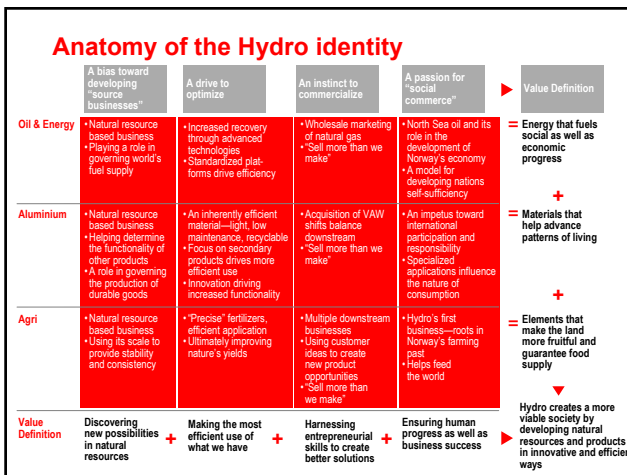 Anatomy of the Hydro identity
A bias toward
developing
“source
businesses”
A drive to
optimize
An instinct to
commercialize
A passion for
“social
commerce”
Value Definition
Oil & Energy
• Natural resource
based business
• Playing a role in
governing world’s
fuel supply
• Increased recovery
through advanced
technologies
• Standardized plat-
forms drive efficiency
• Wholesale marketing
of natural gas
• “Sell more than we
make”
• North Sea oil and its
role in the
development of
Norway’s economy
• A model for
developing nations
self-sufficiency
= Energy that fuels
social as well as
economic
progress
+
Aluminium
• Natural resource
based business
• Helping determine
the functionality of
other products
• A role in governing
the production of
durable goods
• An inherently efficient
material—light, low
maintenance, recyclable
• Focus on secondary
products drives more
efficient use
• Innovation driving
increased functionality
• Acquisition of VAW
shifts balance
downstream
• “Sell more than we
make”
• An impetus toward
international
participation and
responsibility
• Specialized
applications influence
the nature of
consumption
= Materials that
help advance
patterns of living
+
Agri
• Natural resource
based business
• Using its scale to
provide stability
and consistency
• “Precise” fertilizers,
efficient application
• Ultimately improving
nature’s yields
• Multiple downstream
businesses
• Using customer
ideas to create
new product
opportunities
• “Sell more than
we make”
• Hydro’s first
business—roots in
Norway’s farming
past
• Helps feed
the world
= Elements that
make the land
more fruitful and
guarantee food
supply
Value
Definition
Discovering
new possibilities
in natural
resources
+
Making the most
efficient use of
what we have
+
Harnessing
entrepreneurial
skills to create
better solutions
+
Ensuring human
progress as well as
business success
Hydro creates a more
viable society by
developing natural
resources and products
in innovative and efficient
ways